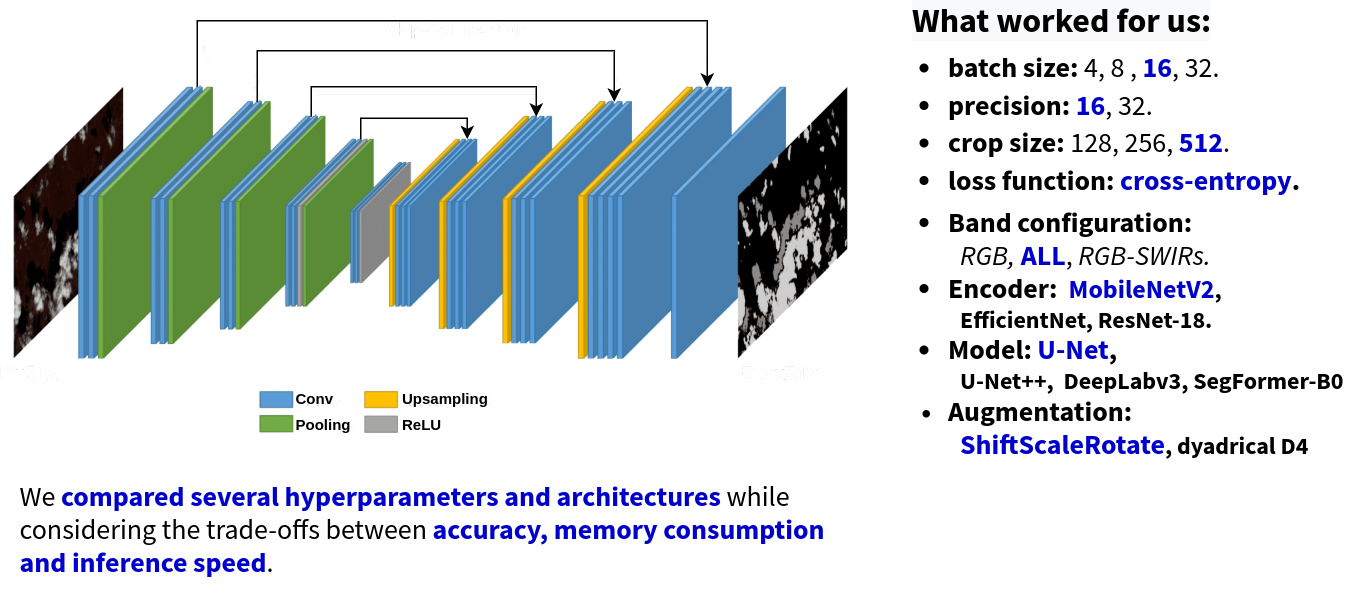 What worked for us:
• batch size: 4, 8 , 16, 32.
• precision: 16, 32.
• crop size: 128, 256, 512.
• loss function: cross-entropy.
• Band configuration:
RGB, ALL, RGB-SWIRs.
• Encoder: MobileNetV2,
EfficientNet, ResNet-18.
• Model: U-Net,
U-Net++, DeepLabv3, SegFormer-B0
• Augmentation:
ShiftScaleRotate, dyadrical D4
Conv Upsampling
Pooling ReLU
We compared several hyperparameters and architectures while
considering the trade-offs between accuracy, memory consumption
and inference speed.